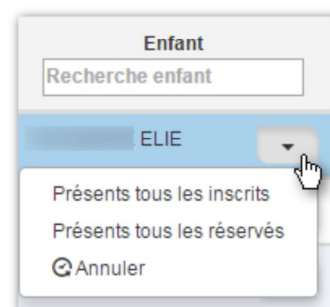 Enfant
Recherche enfant
ELIE
Présents tous les inscrits
Présents tous les réservés
Annuler